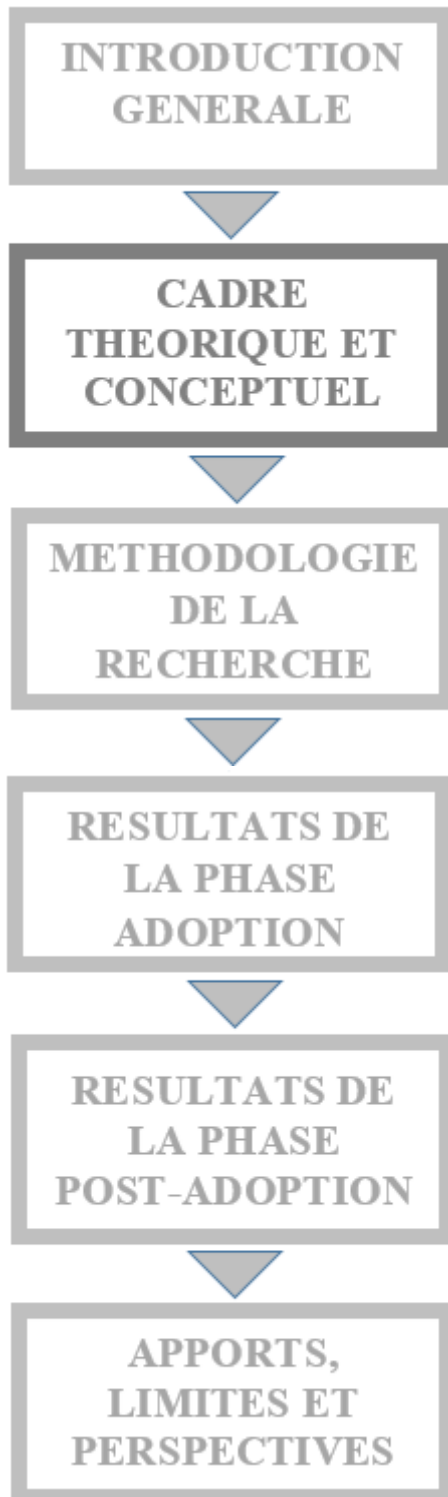 INTRODUCTION
GENERALE
CADRE
THEORIQUE ET
CONCEPTUEL
METHODOLOGIE
DE LA
RECHERCHE
RESULTATS DE
LA PHASE
ADOPTION
RESULTATS DE
LA PHASE
POST-ADOPTION
APPORTS,
LIMITES ET
PERSPECTIVES